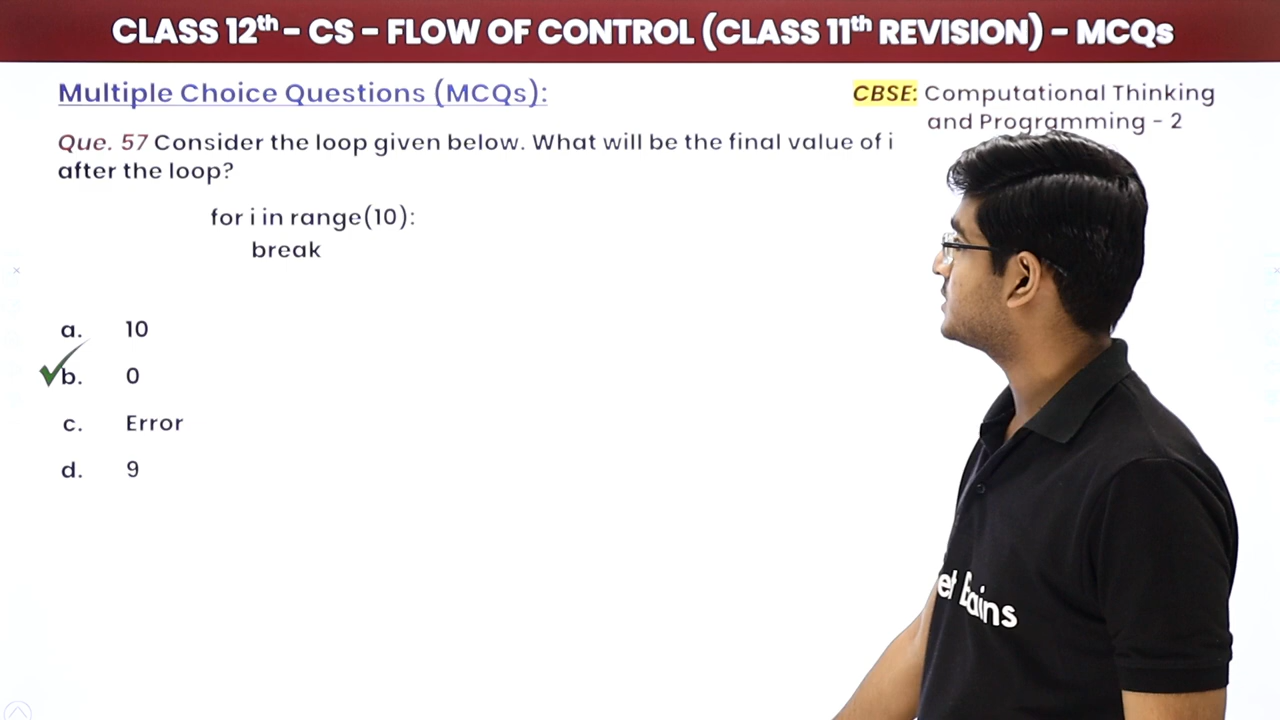 CLASS 12th – CS – FLOW OF CONTROL (CLASS 11th REVISION) – MCQs
Multiple Choice Questions (MCQs):
CBSE: Computational Thinking
and Programming - 2
Que. 57 Consider the loop given below. What will be the final value of i
after the loop?
for i in range(10):
break
a. 10
b. 0
c. Error
d. 9